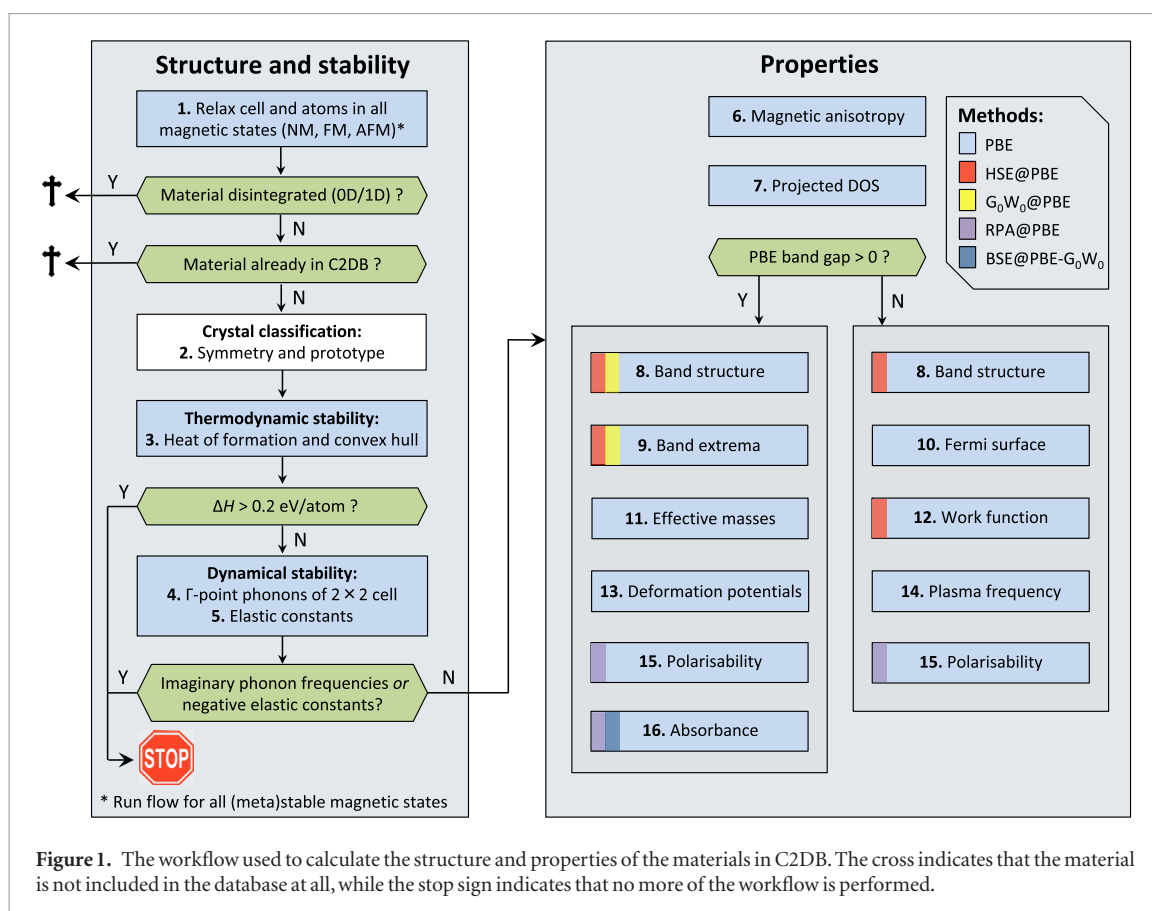 Structure and stability
1. Relax cell and atoms in all
magnetic states (NM, FM, AFM)*
Y
Material disintegrated (0D/1D) ?
N
Y
Material already in C2DB ?
N
Crystal classification:
2. Symmetry and prototype
Thermodynamic stability:
3. Heat of formation and convex hull
Y
ΔH > 0.2 eV/atom ?
N
Dynamical stability:
4. Γ-point phonons of 2 × 2 cell
5. Elastic constants
Y
Imaginary phonon frequencies or
negative elastic constants?
N
STOP
* Run flow for all (meta)stable magnetic states
Properties
6. Magnetic anisotropy
7. Projected DOS
Methods:
PBE
HSE@PBE
G₀W₀@PBE
RPA@PBE
BSE@PBE-G₀W₀
PBE band gap > 0 ?
Y
N
8. Band structure
9. Band extrema
11. Effective masses
13. Deformation potentials
15. Polarisability
16. Absorbance
8. Band structure
10. Fermi surface
12. Work function
14. Plasma frequency
15. Polarisability
Figure 1. The workflow used to calculate the structure and properties of the materials in C2DB. The cross indicates that the material
is not included in the database at all, while the stop sign indicates that no more of the workflow is performed.